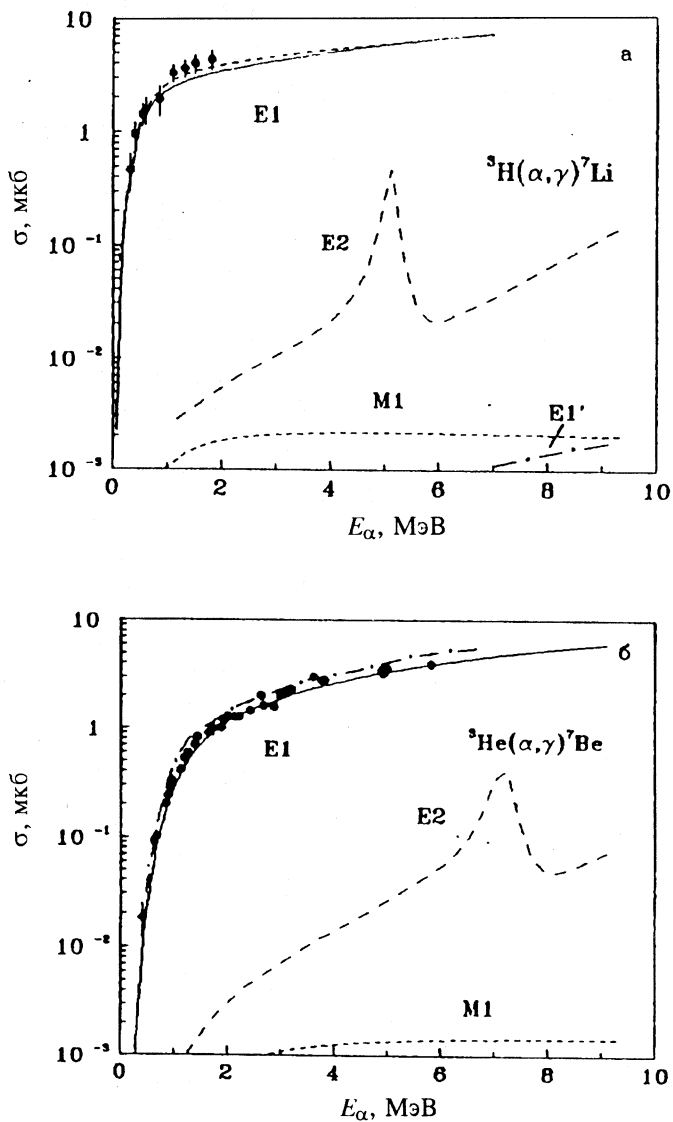 10
а
E1
1
³H(α,γ)⁷Li
σ, мкб
E2
10⁻¹
10⁻²
M1
E1'
10⁻³
0 2 4 6 8 10
E_α, МэВ
10
б
1
E1
³He(α,γ)⁷Be
σ, мкб
E2
10⁻¹
10⁻²
M1
10⁻³
0 2 4 6 8 10
E_α, МэВ